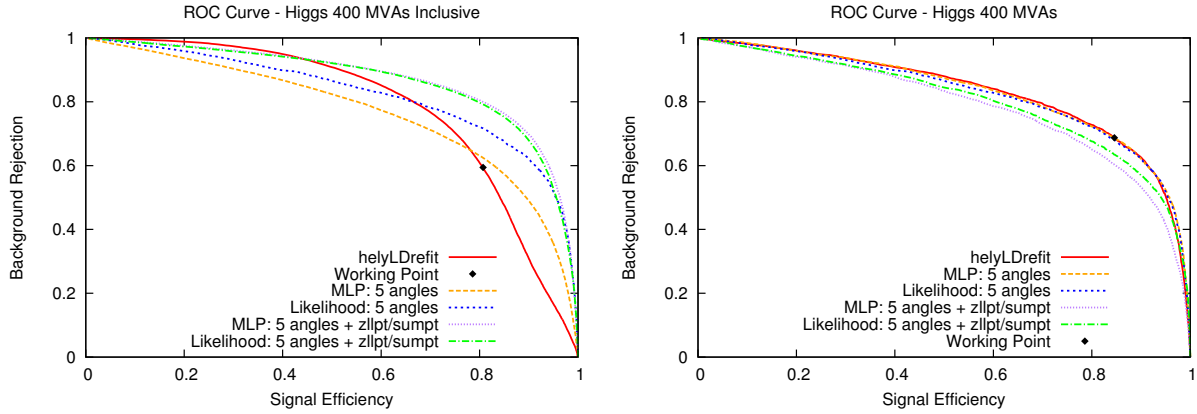 ROC Curve - Higgs 400 MVAs Inclusive
Background Rejection
1
0.8
0.6
0.4
0.2
0
helyLDrefit
Working Point
MLP: 5 angles
Likelihood: 5 angles
MLP: 5 angles + zllpt/sumpt
Likelihood: 5 angles + zllpt/sumpt
0 0.2 0.4 0.6 0.8 1
Signal Efficiency
ROC Curve - Higgs 400 MVAs
Background Rejection
1
0.8
0.6
0.4
0.2
0
helyLDrefit
MLP: 5 angles
Likelihood: 5 angles
MLP: 5 angles + zllpt/sumpt
Likelihood: 5 angles + zllpt/sumpt
Working Point
0 0.2 0.4 0.6 0.8 1
Signal Efficiency